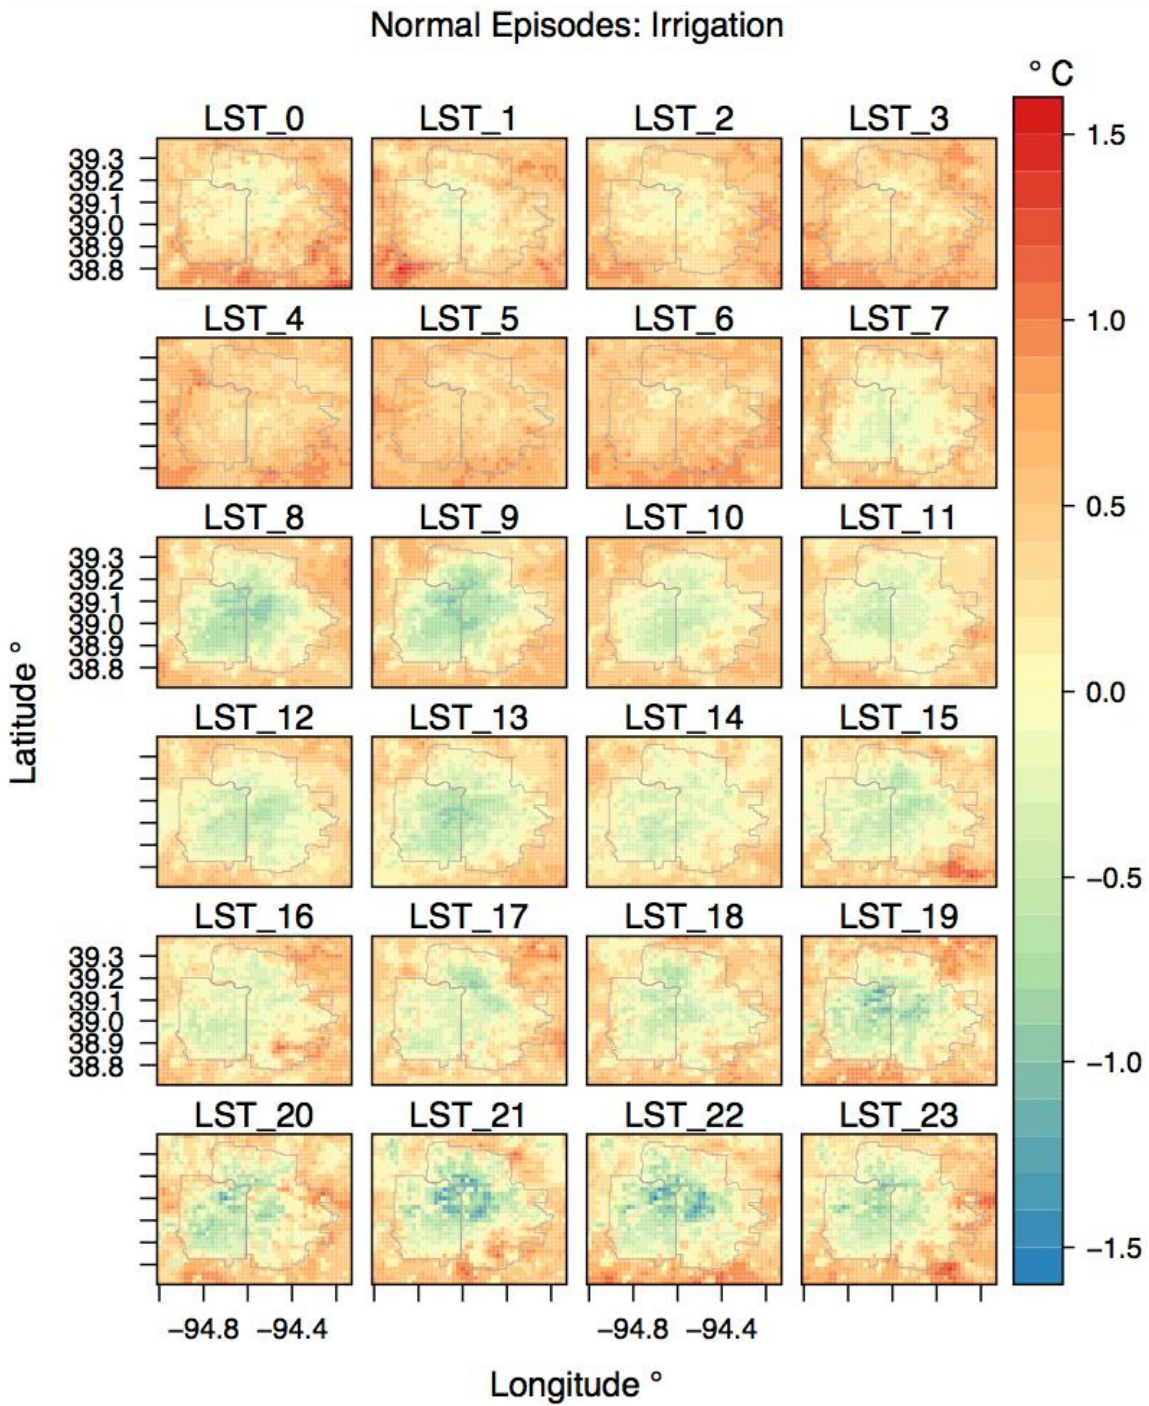 Normal Episodes: Irrigation
° C
LST_0 LST_1 LST_2 LST_3
39.3
39.2
39.1
39.0
38.9
38.8
LST_4 LST_5 LST_6 LST_7
LST_8 LST_9 LST_10 LST_11
39.3
39.2
39.1
39.0
38.9
38.8
LST_12 LST_13 LST_14 LST_15
LST_16 LST_17 LST_18 LST_19
39.3
39.2
39.1
39.0
38.9
38.8
LST_20 LST_21 LST_22 LST_23
−94.8 −94.4 −94.8 −94.4
Longitude °
Latitude °
1.5
1.0
0.5
0.0
−0.5
−1.0
−1.5